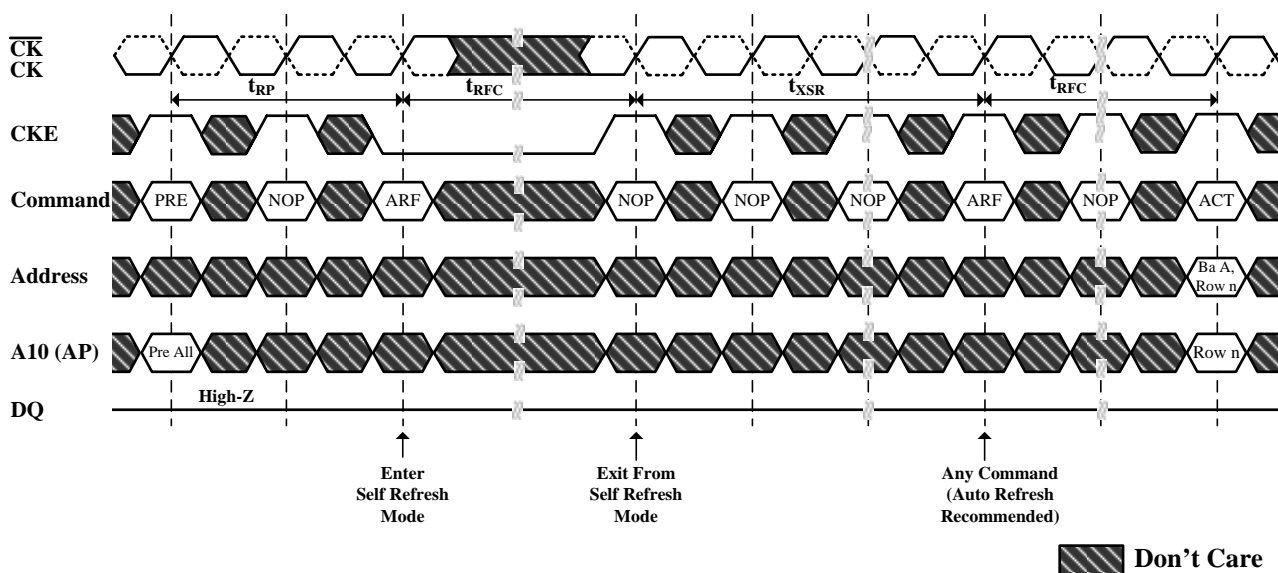 CK
CK
tRP
tRFC
tXSR
tRFC
CKE
Command
PRE
NOP
ARF
NOP
NOP
NOP
ARF
NOP
ACT
Address
Ba A,
Row n
A10 (AP)
Pre All
Row n
High-Z
DQ
Enter
Self Refresh
Mode
Exit From
Self Refresh
Mode
Any Command
(Auto Refresh
Recommended)
Don't Care